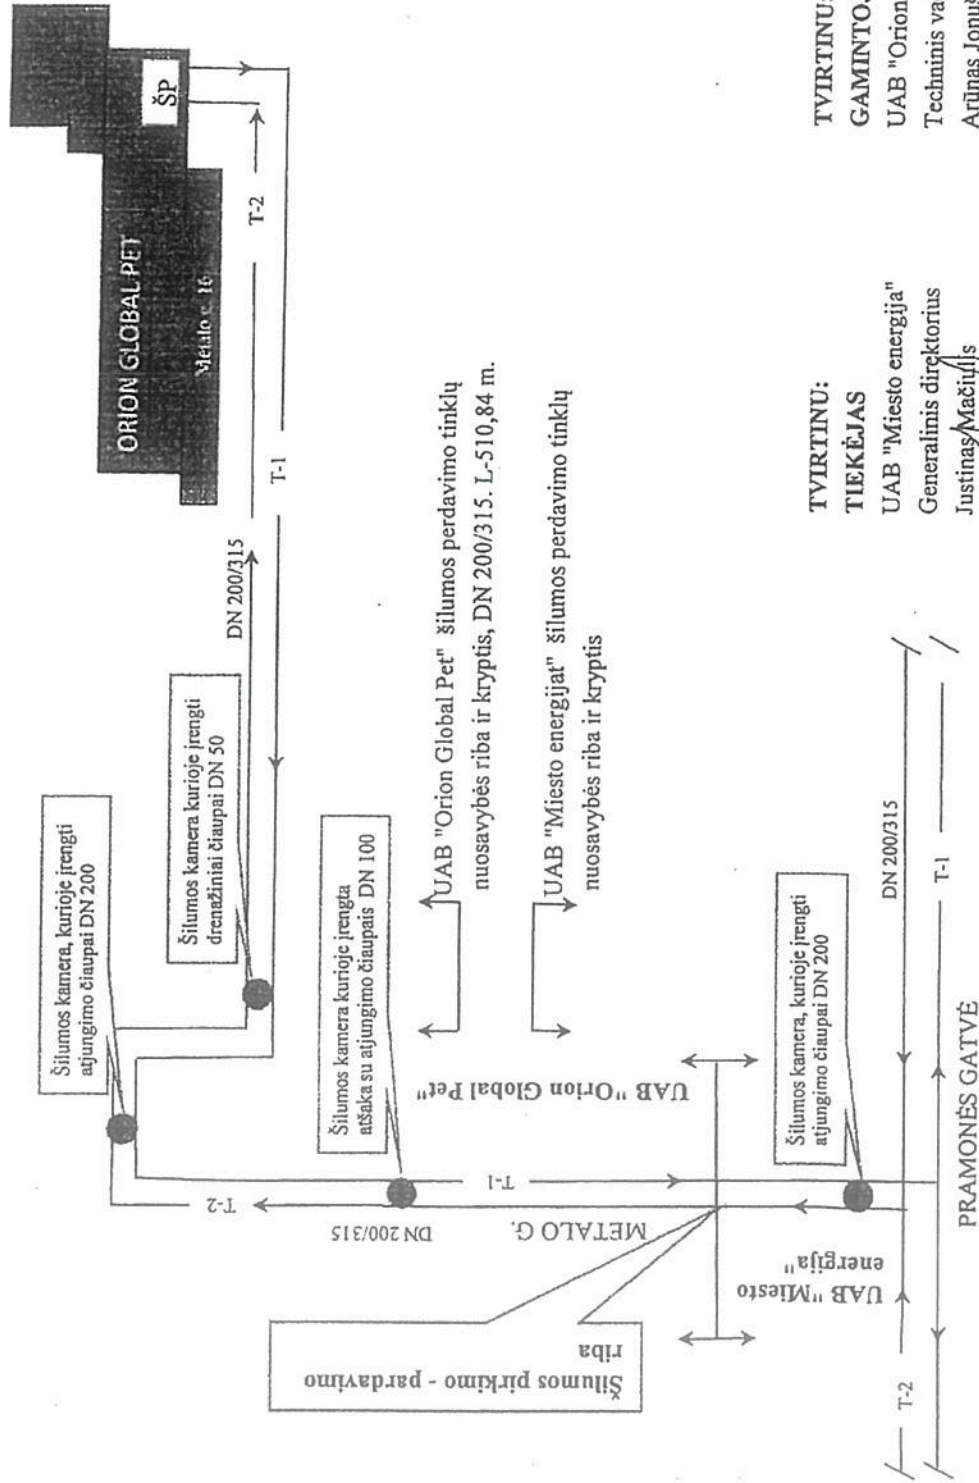 ORION GLOBAL PET
Metalo g. 16
ŠP
T-2
T-1
DN 200/315
Šilumos kamera, kurioje įrengti
atjungimo čiaupai DN 200
Šilumos kamera kurioje įrengti
drenažiniai čiaupai DN 50
Šilumos kamera kurioje įrengta
atšaka su atjungimo čiaupais DN 100
UAB "Orion Global Pet" šilumos perdavimo tinklų
nuosavybės riba ir kryptis, DN 200/315. L-510,84 m.
UAB "Miesto energijat" šilumos perdavimo tinklų
nuosavybės riba ir kryptis
T-2
T-1
DN 200/315
METALO G.
UAB "Orion Global Pet"
UAB "Miesto
energija"
Šilumos pirkimo - pardavimo
riba
Šilumos kamera, kurioje įrengti
atjungimo čiaupai DN 200
DN 200/315
T-2
T-1
PRAMONĖS GATVĖ
TVIRTINU:
TIEKĖJAS
UAB "Miesto energija"
Generalinis direktorius
Justinas Mačiulis
TVIRTINU:
GAMINTOJ
UAB "Orion
Techninis va
Arūnas Jonuš